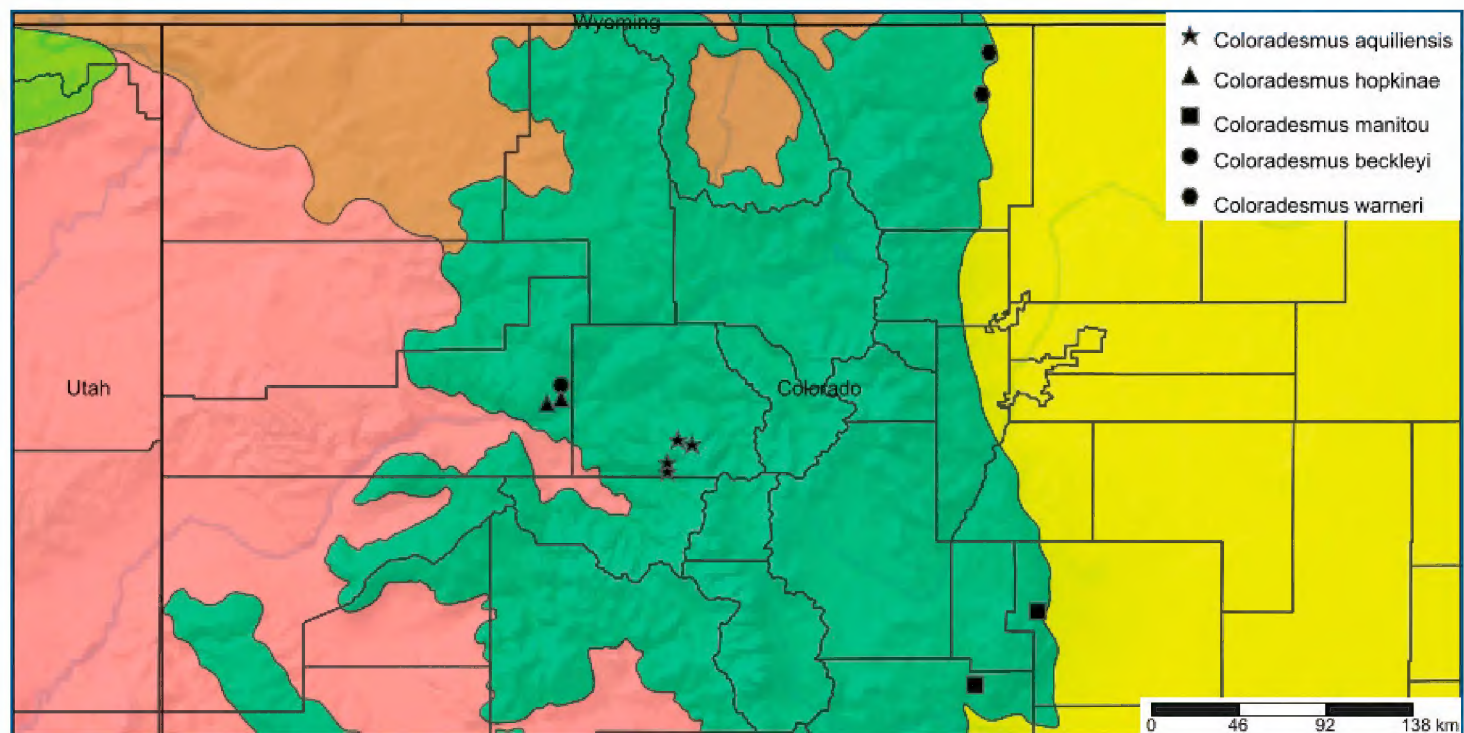 Wyoming
Coloradesmus aquiliensis
Coloradesmus hopkinae
Coloradesmus manitou
Coloradesmus beckleyi
Coloradesmus warneri
Utah
Colorado
0 46 92 138 km